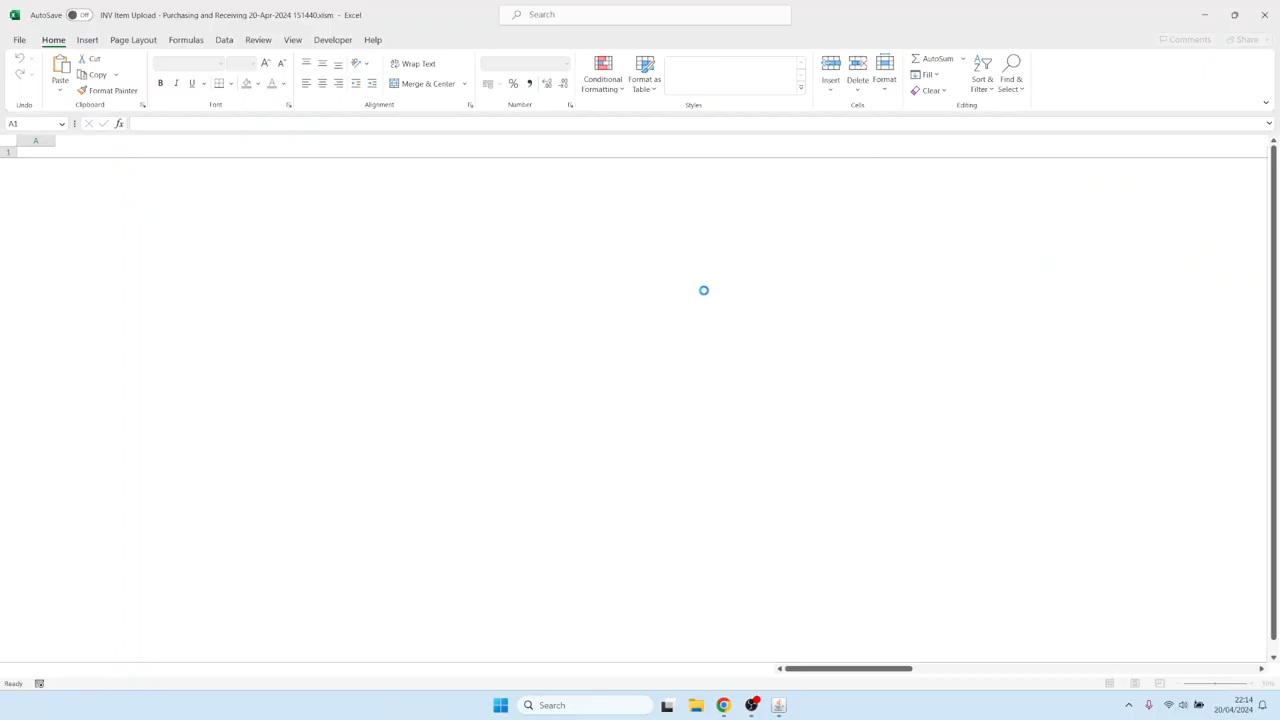 AutoSave Off INV Item Upload - Purchasing and Receiving 20-Apr-2024 151440.xlsm - Excel Search
File Home Insert Page Layout Formulas Data Review View Developer Help Comments Share
Undo
Paste
Cut
Copy
Format Painter
Clipboard
B I U
Font
Wrap Text
Merge & Center
Alignment
%
Number
Conditional
Formatting
Format as
Table
Styles
Insert
Delete
Format
Cells
AutoSum
Fill
Clear
Sort &
Filter
Find &
Select
Editing
A1 fx
A
1
Ready
Search
22:14
20/04/2024